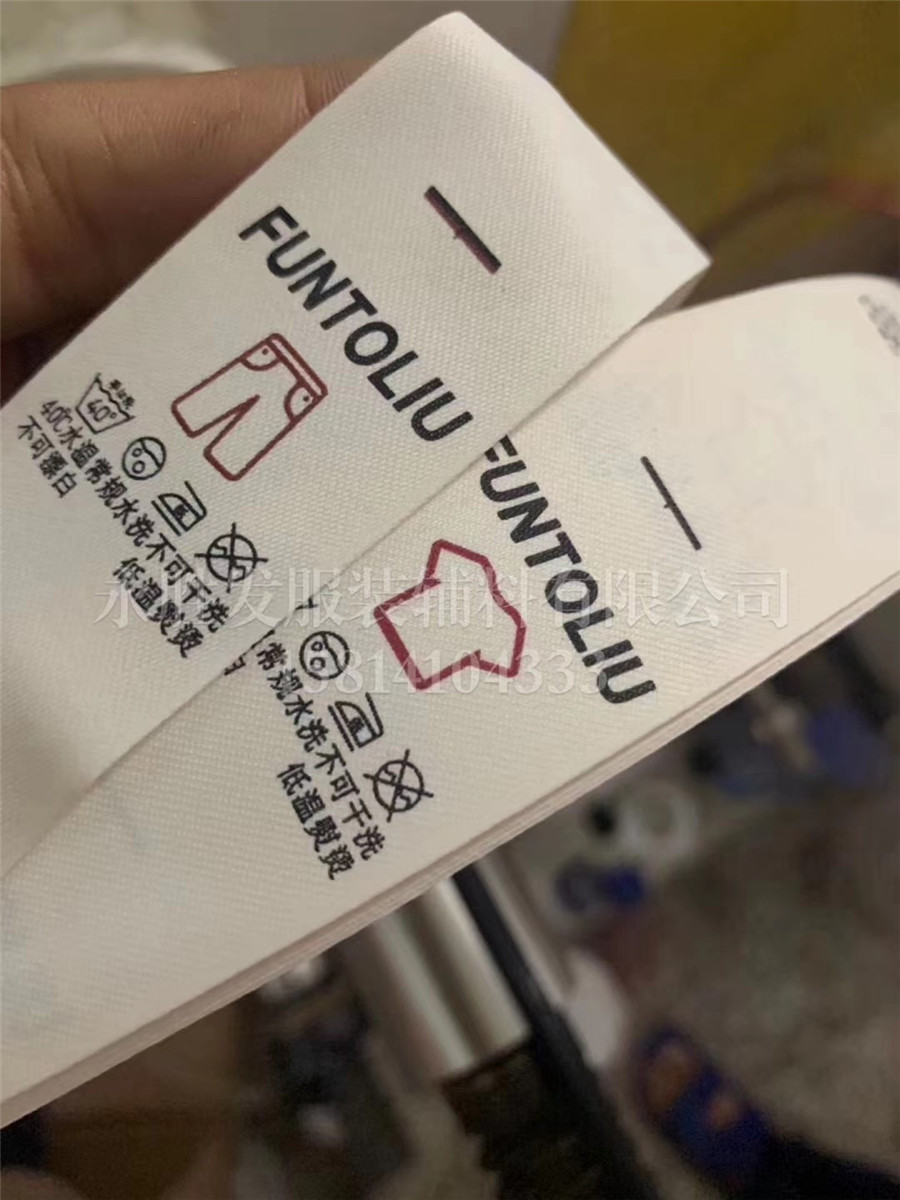 FUNTOLIU
40°
40℃水温常规水洗不可干洗
不可漂白
低温熨烫
FUNTOLIU
常规水洗不可干洗
低温熨烫
服装辅料有限公司